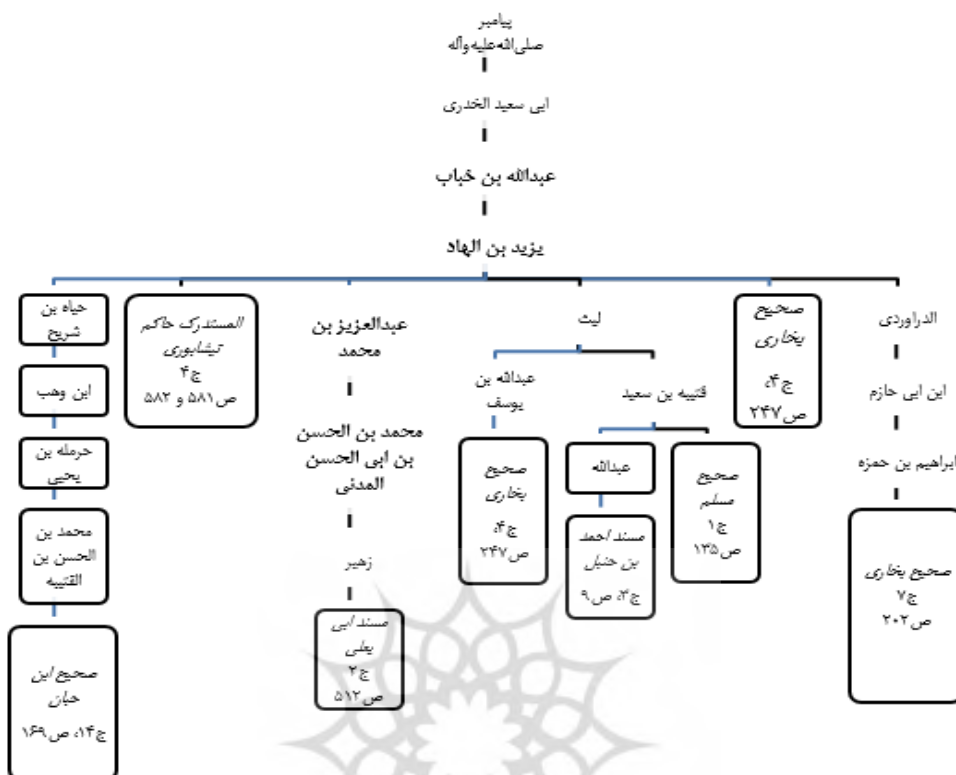 پیامبر
صلی‌الله‌علیه‌وآله
ابی سعید الخدری
عبدالله بن خباب
یزید بن الهاد
الدراوردی
ابن ابی حازم
ابراهیم بن حمزه
صحیح بخاری
ج۷
ص۲۰۲
صحیح
بخاری
ج۴،
ص۲۴۷
لیث
قتیبه بن سعید
صحیح
مسلم
ج۱
ص۱۳۵
عبدالله
مسند احمد
بن حنبل
ج۳، ص۹
عبدالله بن
یوسف
صحیح
بخاری
ج۴،
ص۲۴۷
عبدالعزیز بن
محمد
محمد بن الحسن
بن ابی الحسن
المدنی
زهیر
مسند ابی
یعلی
ج۲
ص۵۱۲
المستدرک حاکم
نیشابوری
ج۴
ص۵۸۱ و ۵۸۲
حیاه بن
شریح
ابن وهب
حرمله بن
یحیی
محمد بن
الحسن بن
القتیبه
صحیح ابن
حبان
ج۱۴، ص۱۶۹